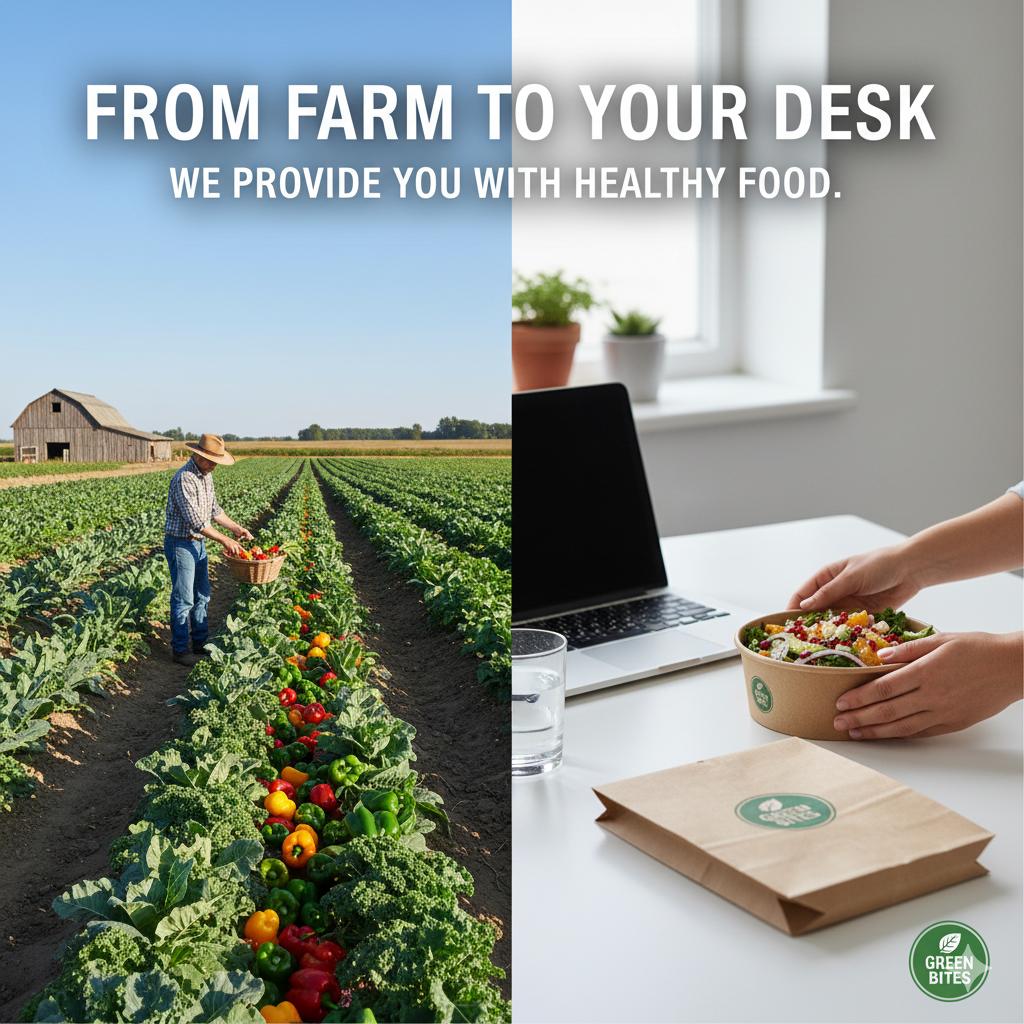 FROM FARM TO YOUR DESK
WE PROVIDE YOU WITH HEALTHY FOOD.
GREEN
BITES
GREEN
BITES